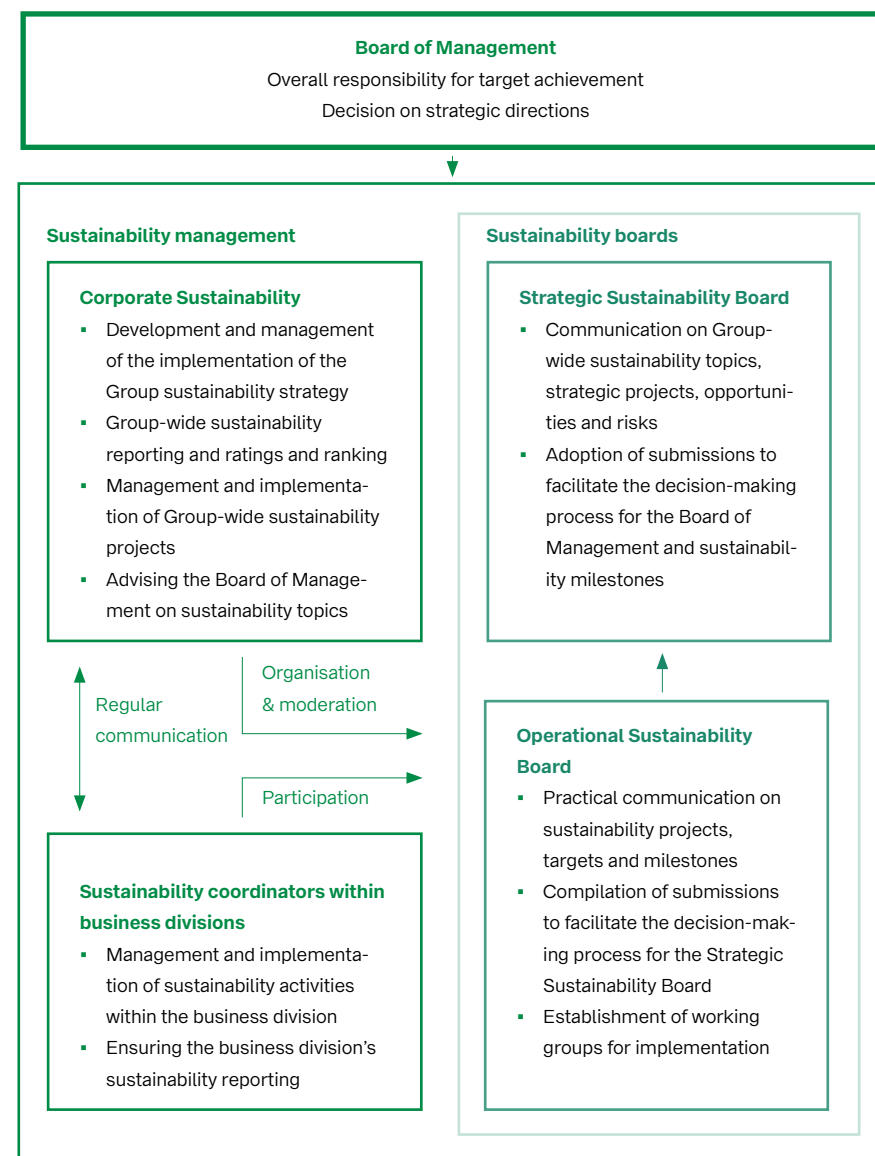 Board of Management
Overall responsibility for target achievement
Decision on strategic directions
Sustainability management
Corporate Sustainability
▪ Development and management
of the implementation of the
Group sustainability strategy
▪ Group-wide sustainability
reporting and ratings and ranking
▪ Management and implementa-
tion of Group-wide sustainability
projects
▪ Advising the Board of Manage-
ment on sustainability topics
Regular
communication
Organisation
& moderation
Participation
Sustainability coordinators within
business divisions
▪ Management and implementa-
tion of sustainability activities
within the business division
▪ Ensuring the business division’s
sustainability reporting
Sustainability boards
Strategic Sustainability Board
▪ Communication on Group-
wide sustainability topics,
strategic projects, opportuni-
ties and risks
▪ Adoption of submissions to
facilitate the decision-making
process for the Board of
Management and sustainabil-
ity milestones
Operational Sustainability
Board
▪ Practical communication on
sustainability projects,
targets and milestones
▪ Compilation of submissions
to facilitate the decision-mak-
ing process for the Strategic
Sustainability Board
▪ Establishment of working
groups for implementation